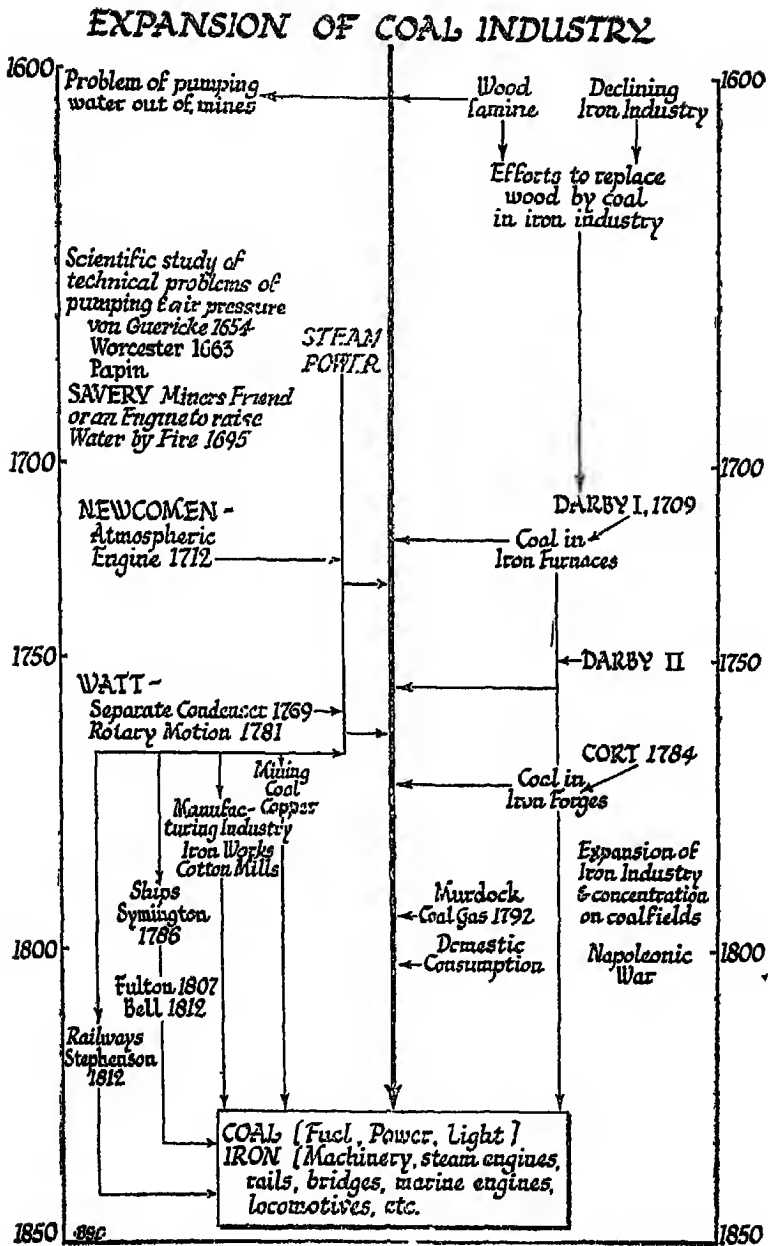 EXPANSION OF COAL INDUSTRY
1600
1600
Problem of pumping
water out of mines
Wood
famine
Declining
Iron Industry
Efforts to replace
wood by coal
in iron industry
Scientific study of
technical problems of
pumping & air pressure
von Guericke 1654
Worcester 1663
Papin
SAVERY Miners Friend
or an Engine to raise
Water by Fire 1695
STEAM
POWER
1700
1700
NEWCOMEN -
Atmospheric
Engine 1712
DARBY I, 1709
Coal in
Iron Furnaces
1750
1750
DARBY II
WATT -
Separate Condenser 1769
Rotary Motion 1781
CORT 1784
Coal in
Iron Forges
Mining
Coal
Copper
Manufac-
turing Industry
Iron Works
Cotton Mills
Ships
Symington
1786
Fulton 1807
Bell 1812
Railways
Stephenson
1812
Murdock
Coal Gas 1792
Domestic
Consumption
Expansion of
Iron Industry
& concentration
on coalfields
Napoleonic
War
1800
1800
COAL [Fuel, Power, Light]
IRON [Machinery, steam engines,
rails, bridges, marine engines,
locomotives, etc.
1850
1850